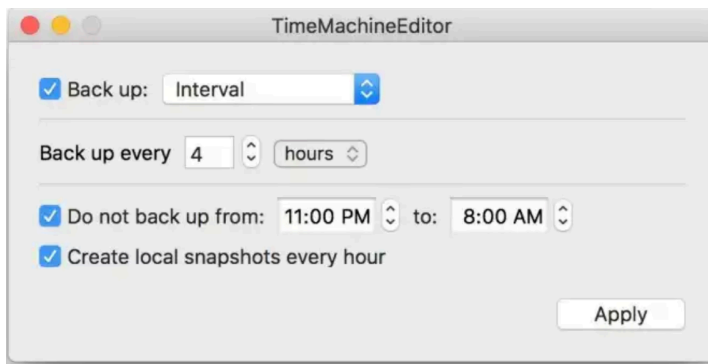 TimeMachineEditor
Back up: Interval
Back up every 4 hours
Do not back up from: 11:00 PM to: 8:00 AM
Create local snapshots every hour
Apply